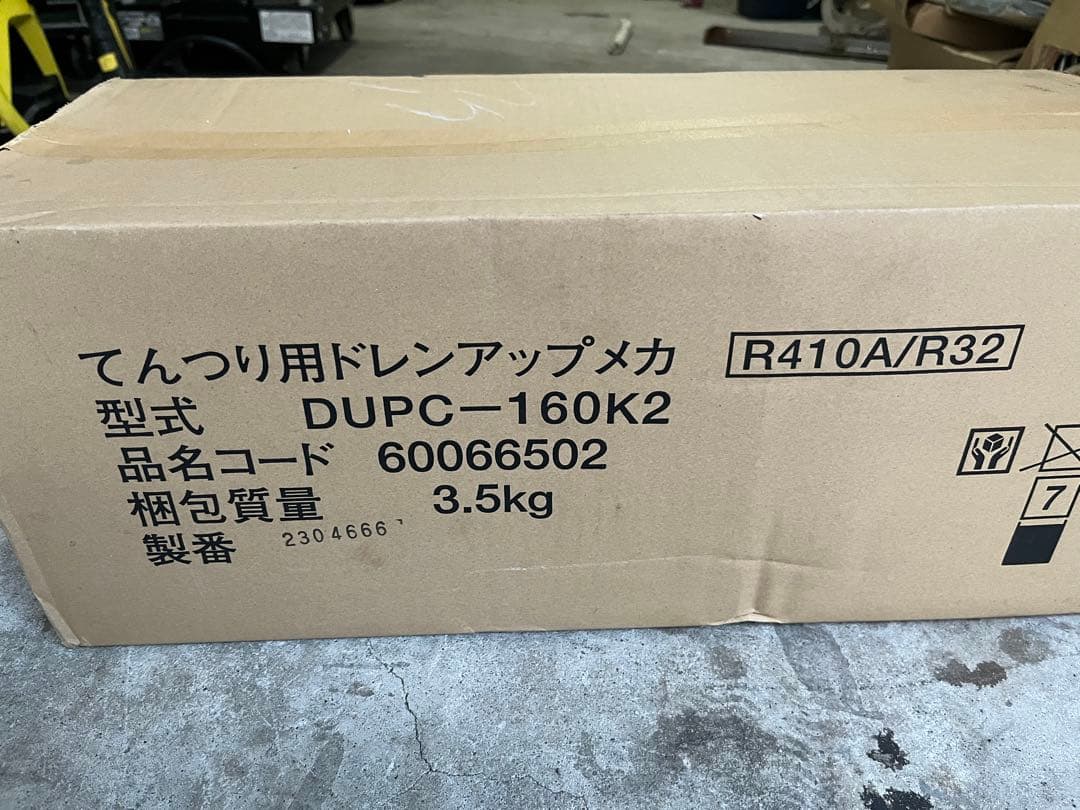 てんつり用ドレンアップメカ R410A/R32
型式 DUPC－160K2
品名コード 60066502
梱包質量 3.5kg
製番 2304666
7